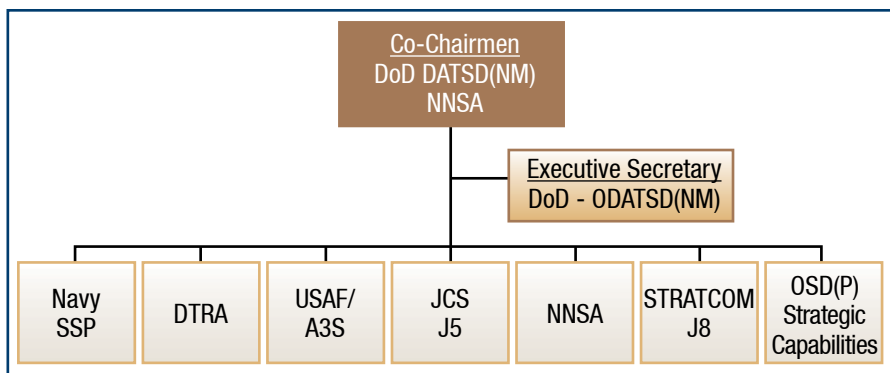 Co-Chairmen
DoD DATSD(NM)
NNSA
Executive Secretary
DoD - ODATSD(NM)
Navy
SSP
DTRA
USAF/
A3S
JCS
J5
NNSA
STRATCOM
J8
OSD(P)
Strategic
Capabilities